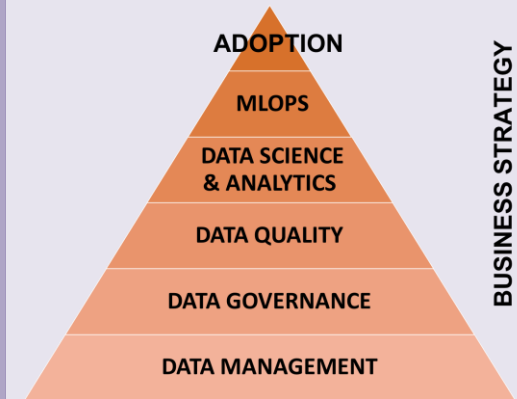 ADOPTION
MLOPS
DATA SCIENCE
& ANALYTICS
DATA QUALITY
DATA GOVERNANCE
DATA MANAGEMENT
BUSINESS STRATEGY